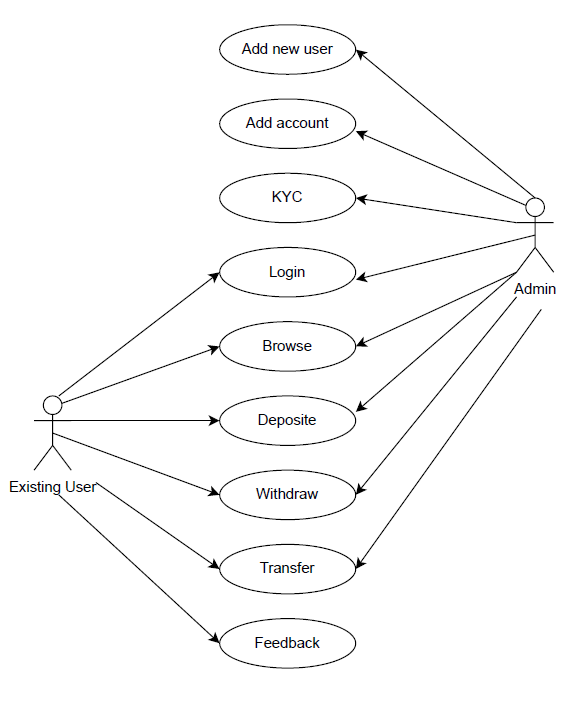 Add new user
Add account
KYC
Login
Admin
Browse
Deposite
Existing User
Withdraw
Transfer
Feedback